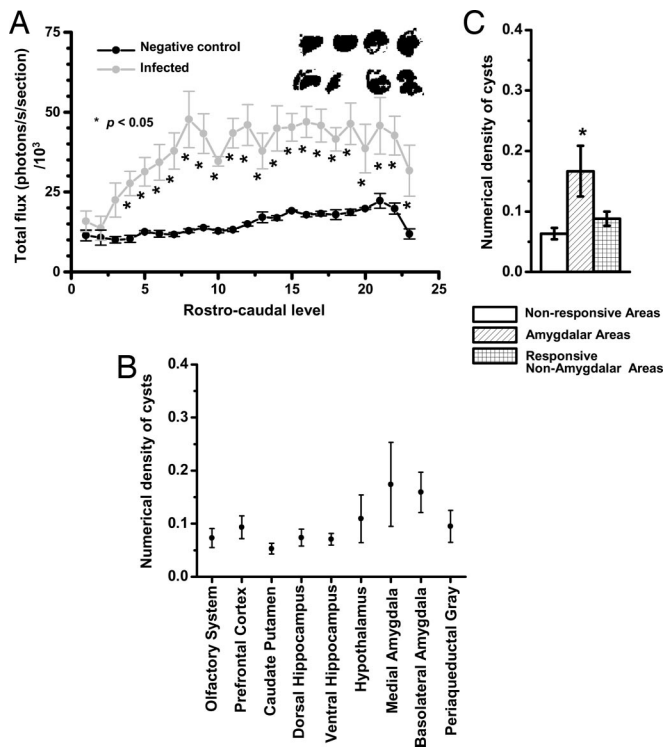 A
Total flux (photons/s/section)
/10³
75
50
25
0
Negative control
Infected
* p < 0.05
* * * * * * * * * * * * * * * * * * * *
0 5 10 15 20 25
Rostro-caudal level
C
Numerical density of cysts
0.4
0.3
0.2
0.1
0.0
*
Non-responsive Areas
Amygdalar Areas
Responsive
Non-Amygdalar Areas
B
Numerical density of cysts
0.4
0.3
0.2
0.1
0.0
Olfactory System
Prefrontal Cortex
Caudate Putamen
Dorsal Hippocampus
Ventral Hippocampus
Hypothalamus
Medial Amygdala
Basolateral Amygdala
Periaqueductal Gray